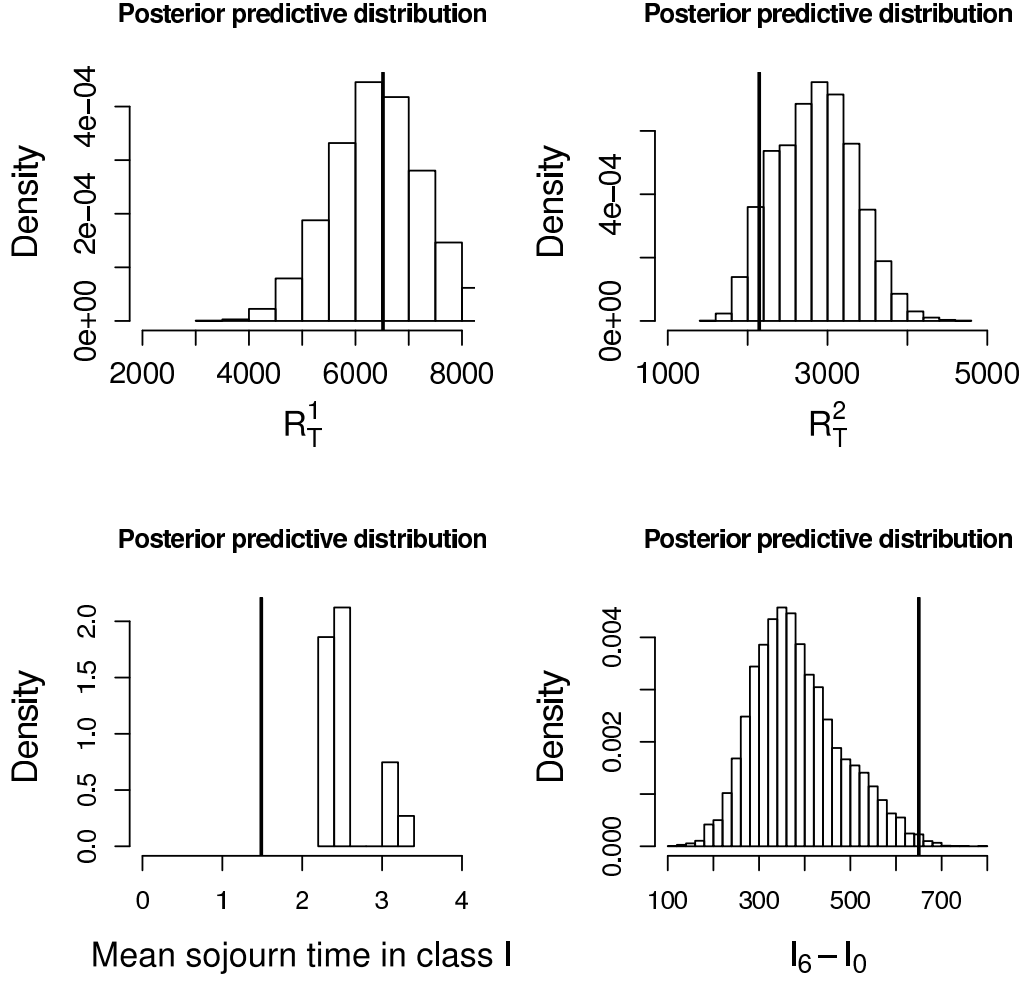 Posterior predictive distribution
Density
0e+00 2e−04 4e−04
2000 4000 6000 8000
R_T^1
Posterior predictive distribution
Density
0e+00 4e−04
1000 3000 5000
R_T^2
Posterior predictive distribution
Density
0.0 0.5 1.0 1.5 2.0
0 1 2 3 4
Mean sojourn time in class I
Posterior predictive distribution
Density
0.000 0.002 0.004
100 300 500 700
I₆ − I₀